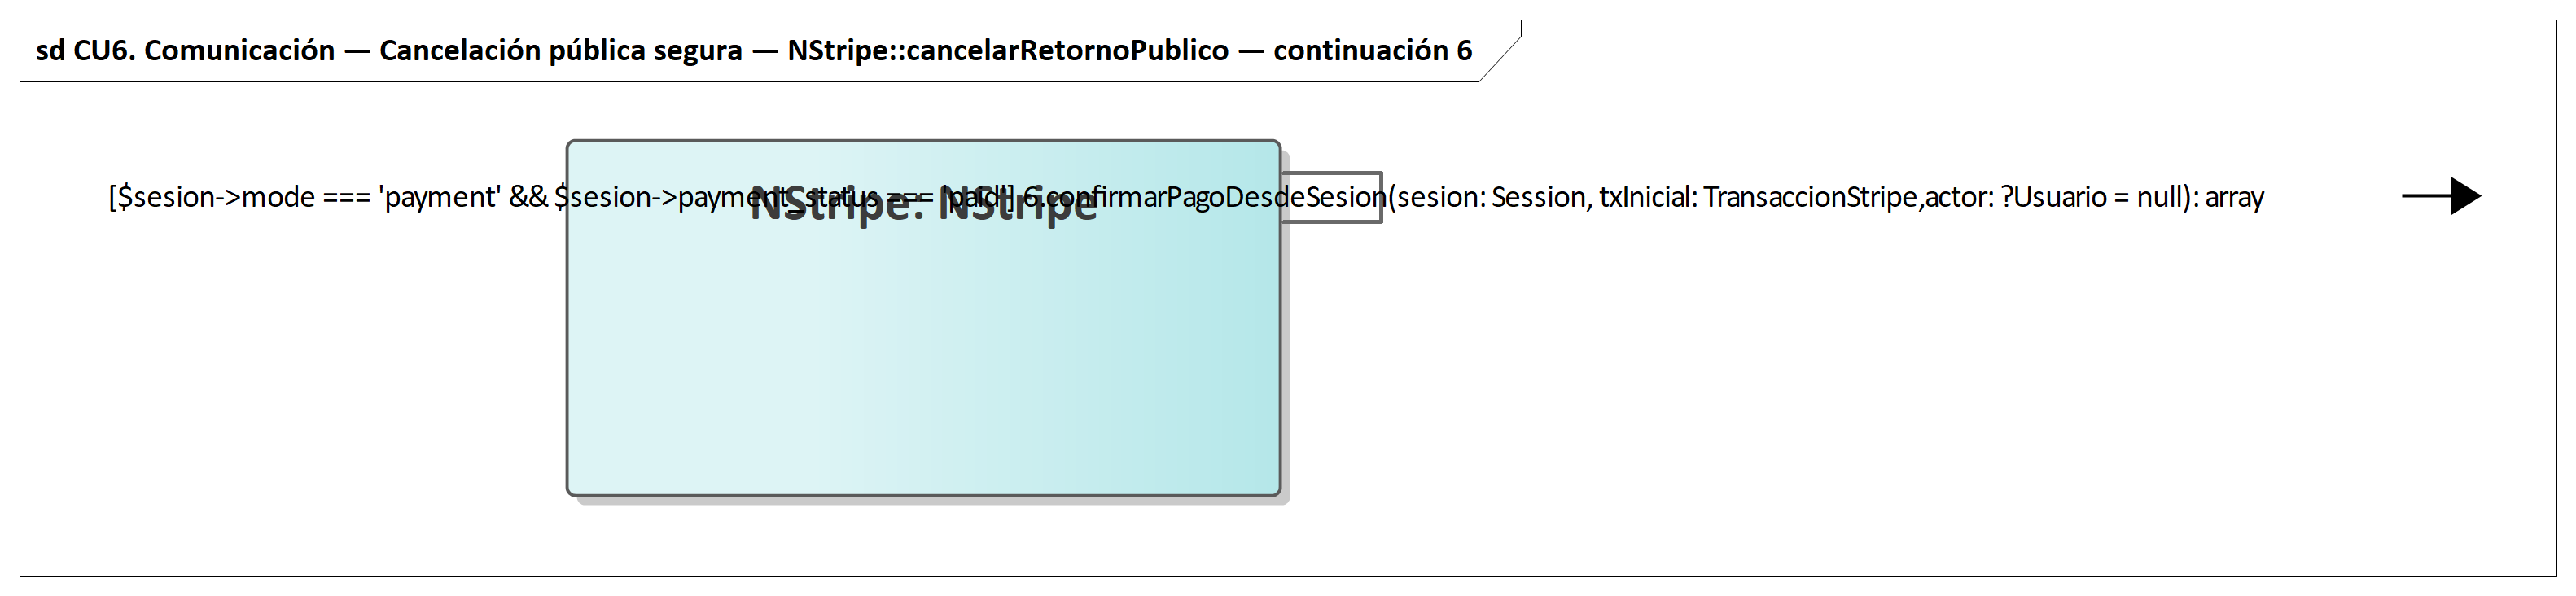 sd CU6. Comunicación — Cancelación pública segura — NStripe::cancelarRetornoPublico — continuación 6
[$sesion->mode === 'payment' && $sesion->payment_status === 'paid'] 6.confirmarPagoDesdeSesion(sesion: Session, txInicial: TransaccionStripe,actor: ?Usuario = null): array
NStripe: NStripe